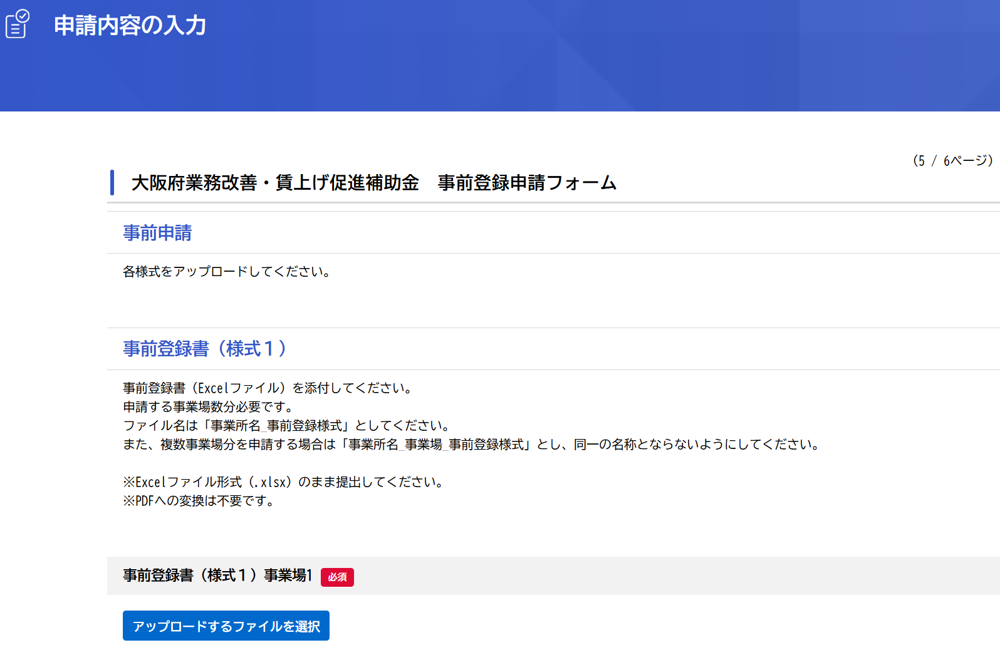 申請内容の入力
（5 / 6ページ）
大阪府業務改善・賃上げ促進補助金　事前登録申請フォーム
事前申請
各様式をアップロードしてください。
事前登録書（様式１）
事前登録書（Excelファイル）を添付してください。
申請する事業場数分必要です。
ファイル名は「事業所名_事前登録様式」としてください。
また、複数事業場分を申請する場合は「事業所名_事業場_事前登録様式」とし、同一の名称とならないようにしてください。
※Excelファイル形式（.xlsx）のまま提出してください。
※PDFへの変換は不要です。
事前登録書（様式１）事業場1 必須
アップロードするファイルを選択